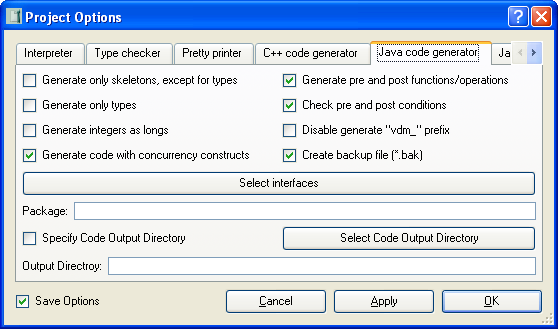 Project Options
Interpreter Type checker Pretty printer C++ code generator Java code generator Ja
Generate only skeletons, except for types Generate pre and post functions/operations
Generate only types Check pre and post conditions
Generate integers as longs Disable generate "vdm_" prefix
Generate code with concurrency constructs Create backup file (*.bak)
Select interfaces
Package:
Specify Code Output Directory Select Code Output Directory
Output Directroy:
Save Options Cancel Apply OK